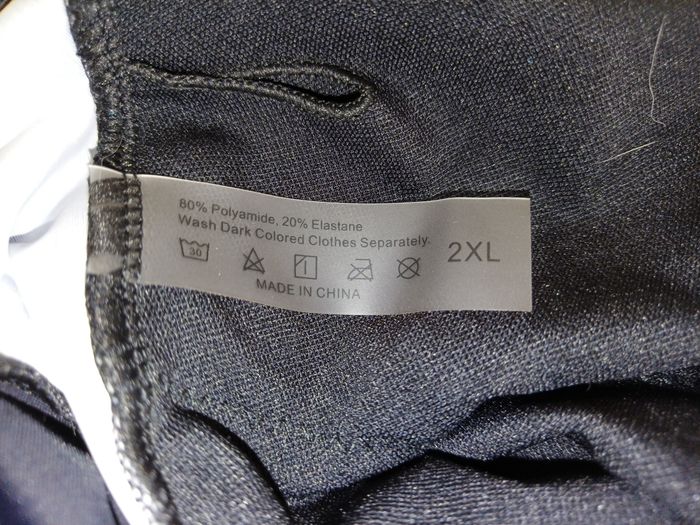 80% Polyamide, 20% Elastane
Wash Dark Colored Clothes Separately.
30
2XL
MADE IN CHINA